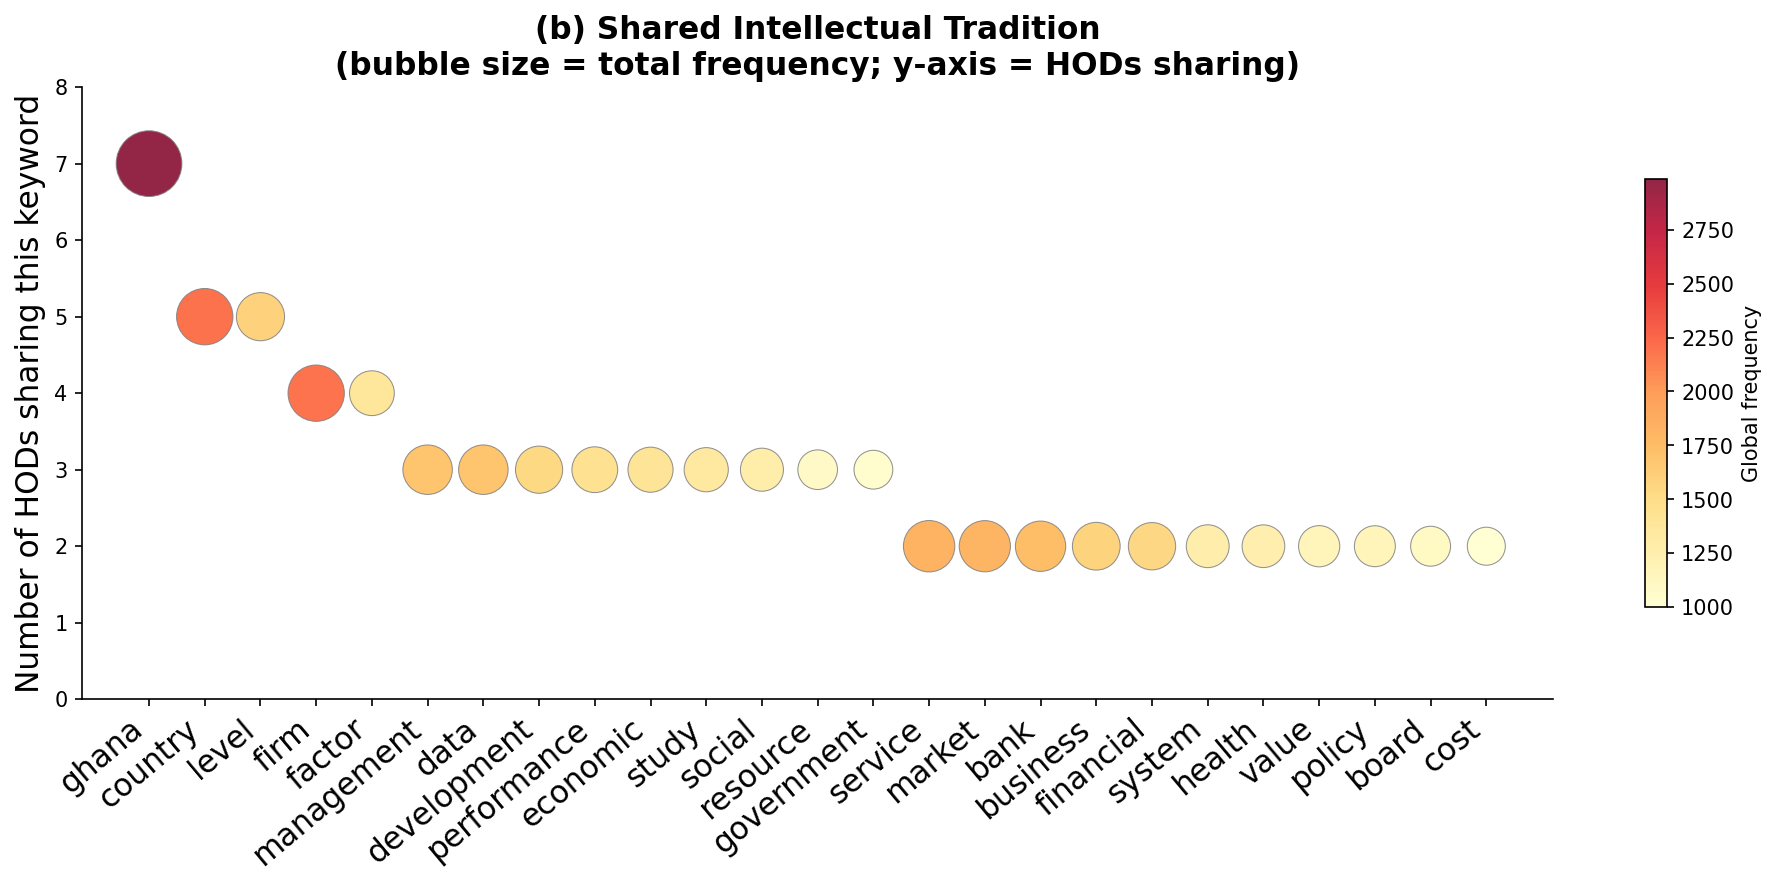 (b) Shared Intellectual Tradition
(bubble size = total frequency; y-axis = HODs sharing)
Number of HODs sharing this keyword
8
7
6
5
4
3
2
1
0
ghana
country
level
firm
factor
management
data
development
performance
economic
study
social
resource
government
service
market
bank
business
financial
system
health
value
policy
board
cost
2750
2500
2250
2000
1750
1500
1250
1000
Global frequency